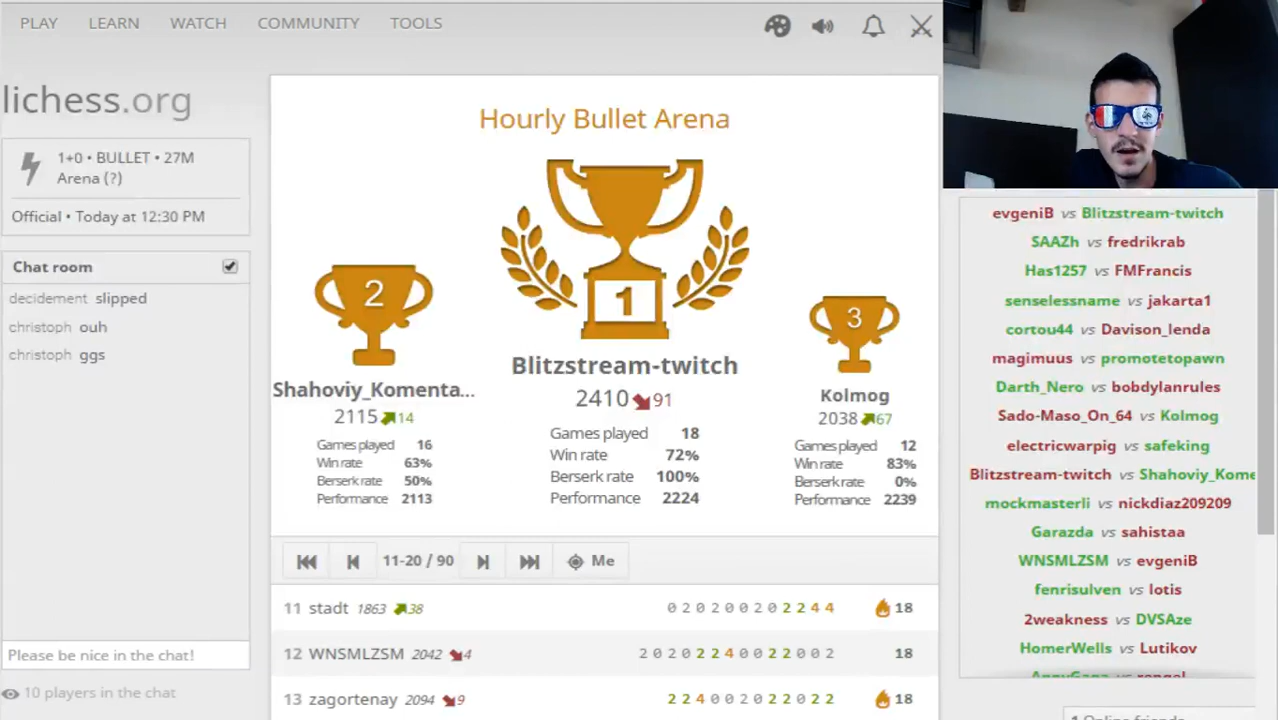 PLAY LEARN WATCH COMMUNITY TOOLS
lichess.org
1+0 • BULLET • 27M
Arena (?)
Official • Today at 12:30 PM
Chat room
decidement slipped
christoph ouh
christoph ggs
Please be nice in the chat!
10 players in the chat
Hourly Bullet Arena
2
Shahoviy_Komenta...
2115 14
Games played 16
Win rate 63%
Berserk rate 50%
Performance 2113
1
Blitzstream-twitch
2410 91
Games played 18
Win rate 72%
Berserk rate 100%
Performance 2224
3
Kolmog
2038 67
Games played 12
Win rate 83%
Berserk rate 0%
Performance 2239
11-20 / 90 Me
11 stadt 1863 38 0 2 0 2 0 0 2 0 2 2 4 4 18
12 WNSMLZSM 2042 4 2 0 2 0 2 2 4 0 0 2 2 0 0 2 18
13 zagortenay 2094 9 2 2 4 0 0 2 0 2 2 0 2 2 18
evgeniB vs Blitzstream-twitch
SAAZh vs fredrikrab
Has1257 vs FMFrancis
senselessname vs jakarta1
cortou44 vs Davison_lenda
magimuus vs promotetopawn
Darth_Nero vs bobdylanrules
Sado-Maso_On_64 vs Kolmog
electricwarpig vs safeking
Blitzstream-twitch vs Shahoviy_Kome
mockmasterli vs nickdiaz209209
Garazda vs sahistaa
WNSMLZSM vs evgeniB
fenrisulven vs lotis
2weakness vs DVSAze
HomerWells vs Lutikov
1 Online friends